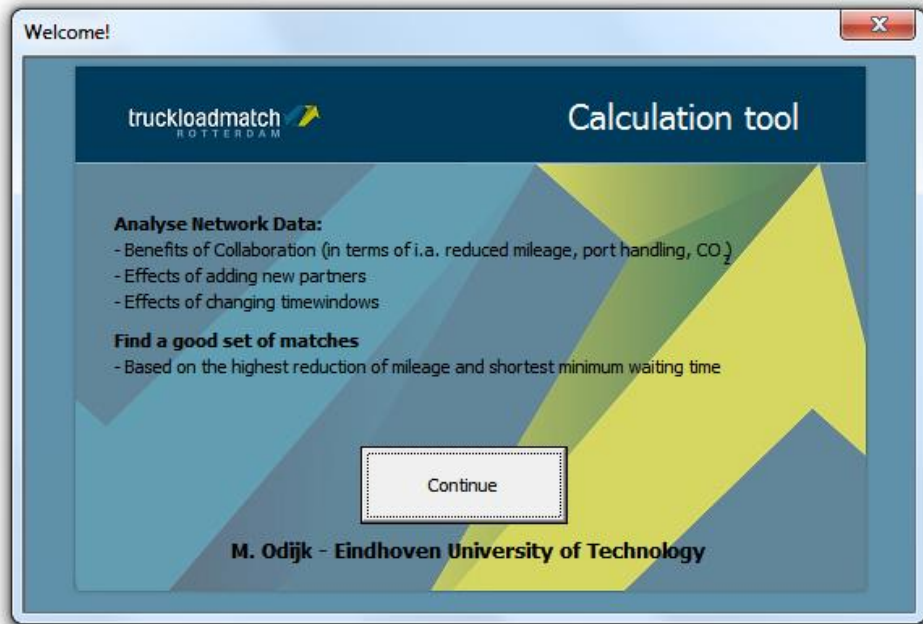 Welcome!
truckloadmatch
ROTTERDAM
Calculation tool
Analyse Network Data:
- Benefits of Collaboration (in terms of i.a. reduced mileage, port handling, CO2)
- Effects of adding new partners
- Effects of changing timewindows
Find a good set of matches
- Based on the highest reduction of mileage and shortest minimum waiting time
Continue
M. Odijk - Eindhoven University of Technology